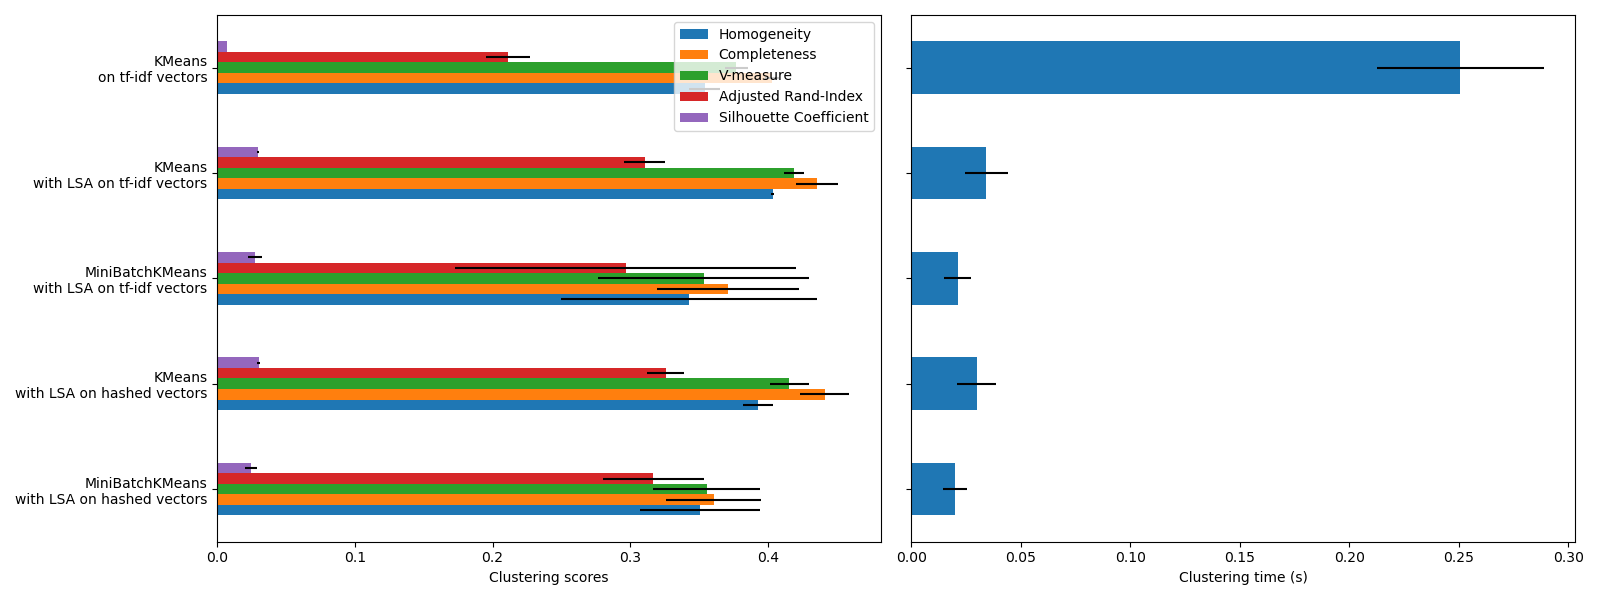 KMeans
on tf-idf vectors
KMeans
with LSA on tf-idf vectors
MiniBatchKMeans
with LSA on tf-idf vectors
KMeans
with LSA on hashed vectors
MiniBatchKMeans
with LSA on hashed vectors
Homogeneity
Completeness
V-measure
Adjusted Rand-Index
Silhouette Coefficient
0.0 0.1 0.2 0.3 0.4
Clustering scores
0.00 0.05 0.10 0.15 0.20 0.25 0.30
Clustering time (s)